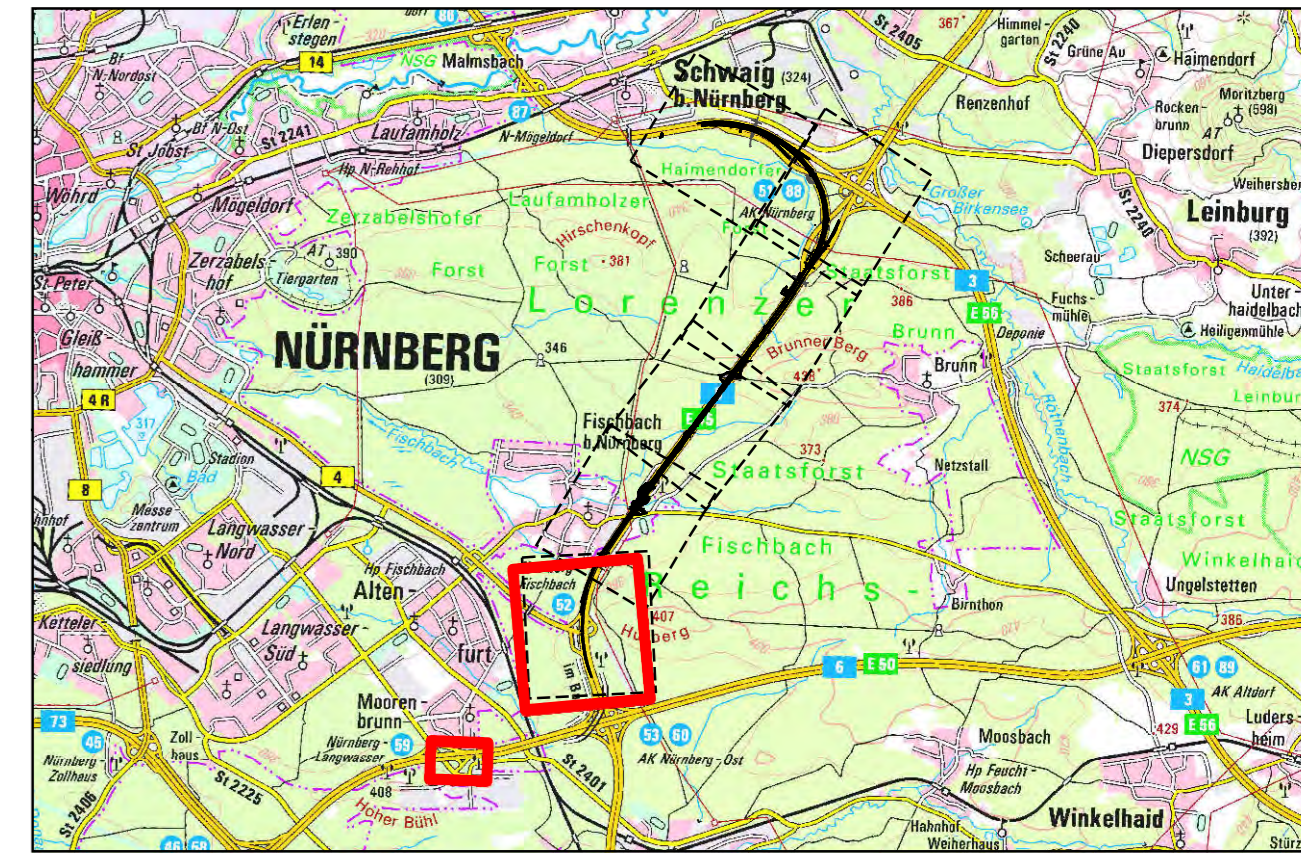 Erlen-
stegen
80
St 2405
367
Himmel-
garten
St 2240
Grüne Au
Haimendorf
Bf
N-Nordost
14
NSG
Malmsbach
Schwaig (324)
b.Nürnberg
Renzenhof
Moritzberg
(598)
Rocken-
brunn
AT
Diepersdorf
87
Bf N-Ost
St 2241
Laufamholz
N-Mögeldorf
St Jobst
Hp N-Rehhof
Haimendorfer
Forst
51 88
AK Nürnberg
Großer
Birkensee
Weihersberg
Wöhrd
Mögeldorf
Zerzabelshofer
Forst
Laufamholzer
Forst
Hirschenkopf
381
St 2240
Leinburg
(392)
Zerzabels-
hof
AT 390
Tiergarten
Staatsforst
3
Scheerau
St Peter
Lorenzer
386
E 56
Fuchs-
mühle
Unter-
haidelbach
Gleiß-
hammer
NÜRNBERG
(309)
346
Brunner Berg
438
Brunn
Brunn
Deponie
Heiligenmühle
Staatsforst
Leinburg
4 R
340
360
374
317
Fischbach
Fischbach
b.Nürnberg
373
Röthenbach
Stadion
Bad
Staatsforst
Netzstall
NSG
8
4
Messe
zentrum
Langwasser
Nord
Staatsforst
Winkelhaid
Hp Fischbach
Fischbach
Ungelstetten
Alten-
furt
Fischbach
52
Reichs-
407
Birnthon
385
Ketteler-
siedlung
Langwasser
Süd
6
E 50
61 89
AK Altdorf
Mooren-
brunn
3
E 56
73
45
Nürnberg-
Zollhaus
Zoll-
haus
Nürnberg-
Langwasser
59
53 60
AK Nürnberg-Ost
Moosbach
429
Luders-
heim
St 2225
408
St 2401
Hp Feucht-
Moosbach
St 2406
Hoher Bühl
Winkelhaid
Hahnhof
Weiherhaus